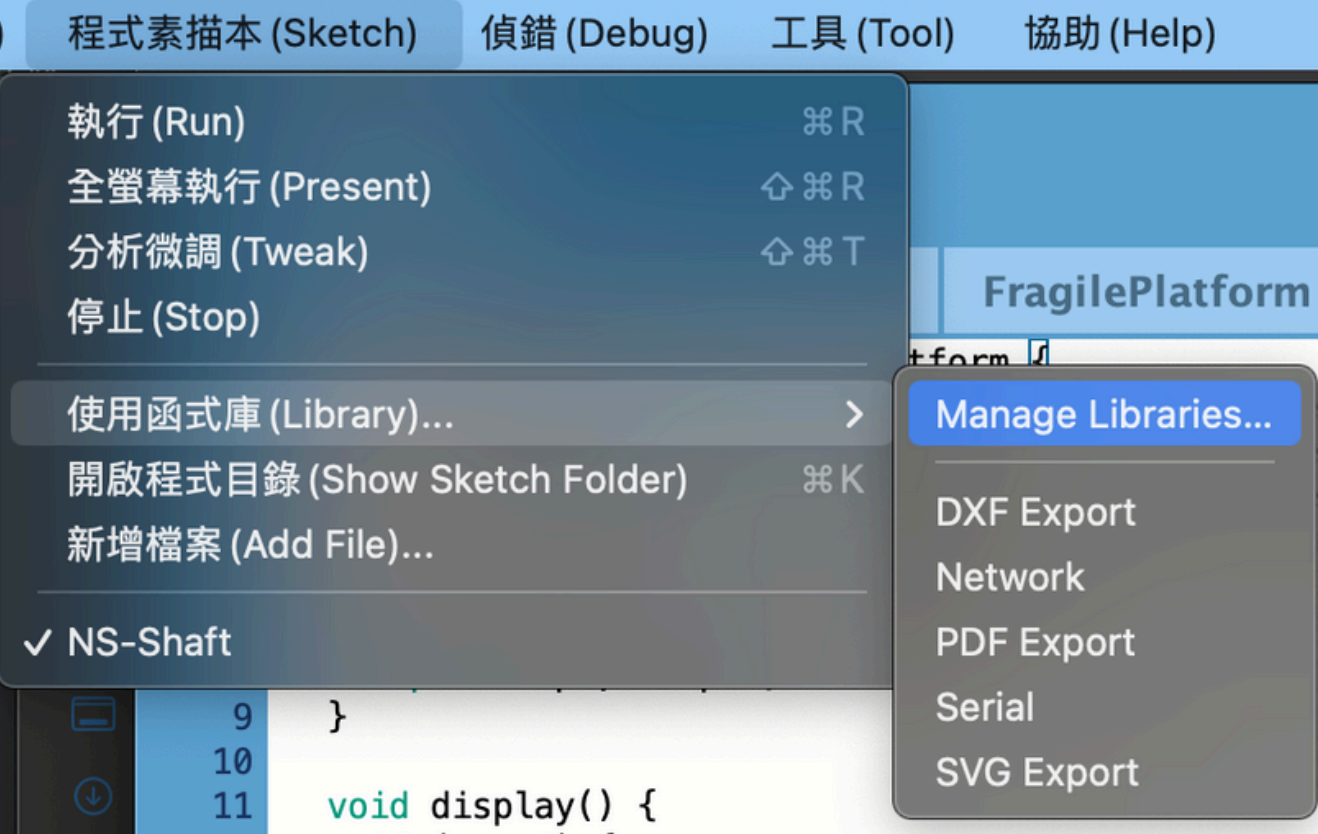 程式素描本 (Sketch) 偵錯 (Debug) 工具 (Tool) 協助 (Help)
執行 (Run) ⌘ R
全螢幕執行 (Present) ⇧ ⌘ R
分析微調 (Tweak) ⇧ ⌘ T
停止 (Stop)
FragilePlatform
tform {
使用函式庫 (Library)... >
Manage Libraries...
開啟程式目錄 (Show Sketch Folder) ⌘ K
新增檔案 (Add File)...
DXF Export
Network
✓ NS-Shaft
PDF Export
Serial
SVG Export
9 }
10
11 void display() {